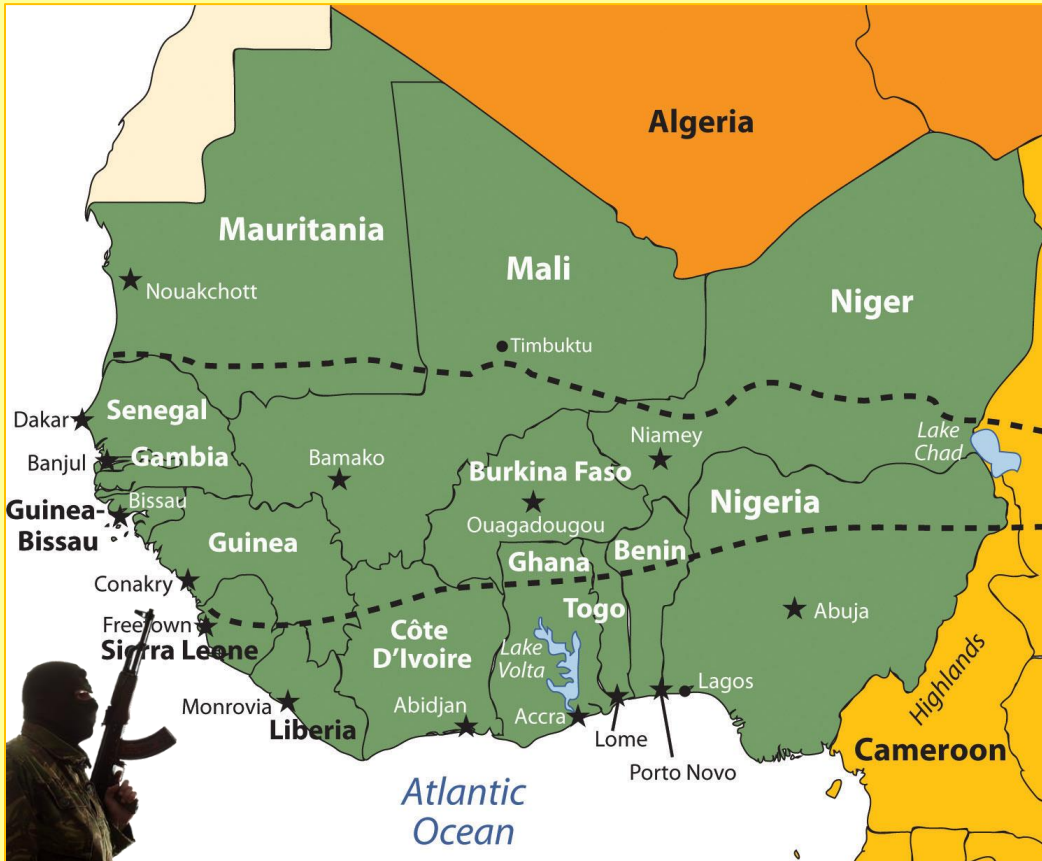 Algeria
Mauritania
Mali
Nouakchott
Niger
Timbuktu
Senegal
Dakar
Lake
Chad
Niamey
Banjul
Gambia
Bamako
Burkina Faso
Bissau
Nigeria
Guinea-
Bissau
Ouagadougou
Guinea
Benin
Ghana
Conakry
Togo
Abuja
Freetown
Sierra Leone
Côte
D'Ivoire
Lake
Volta
Highlands
Lagos
Monrovia
Abidjan
Liberia
Accra
Lome
Cameroon
Porto Novo
Atlantic
Ocean